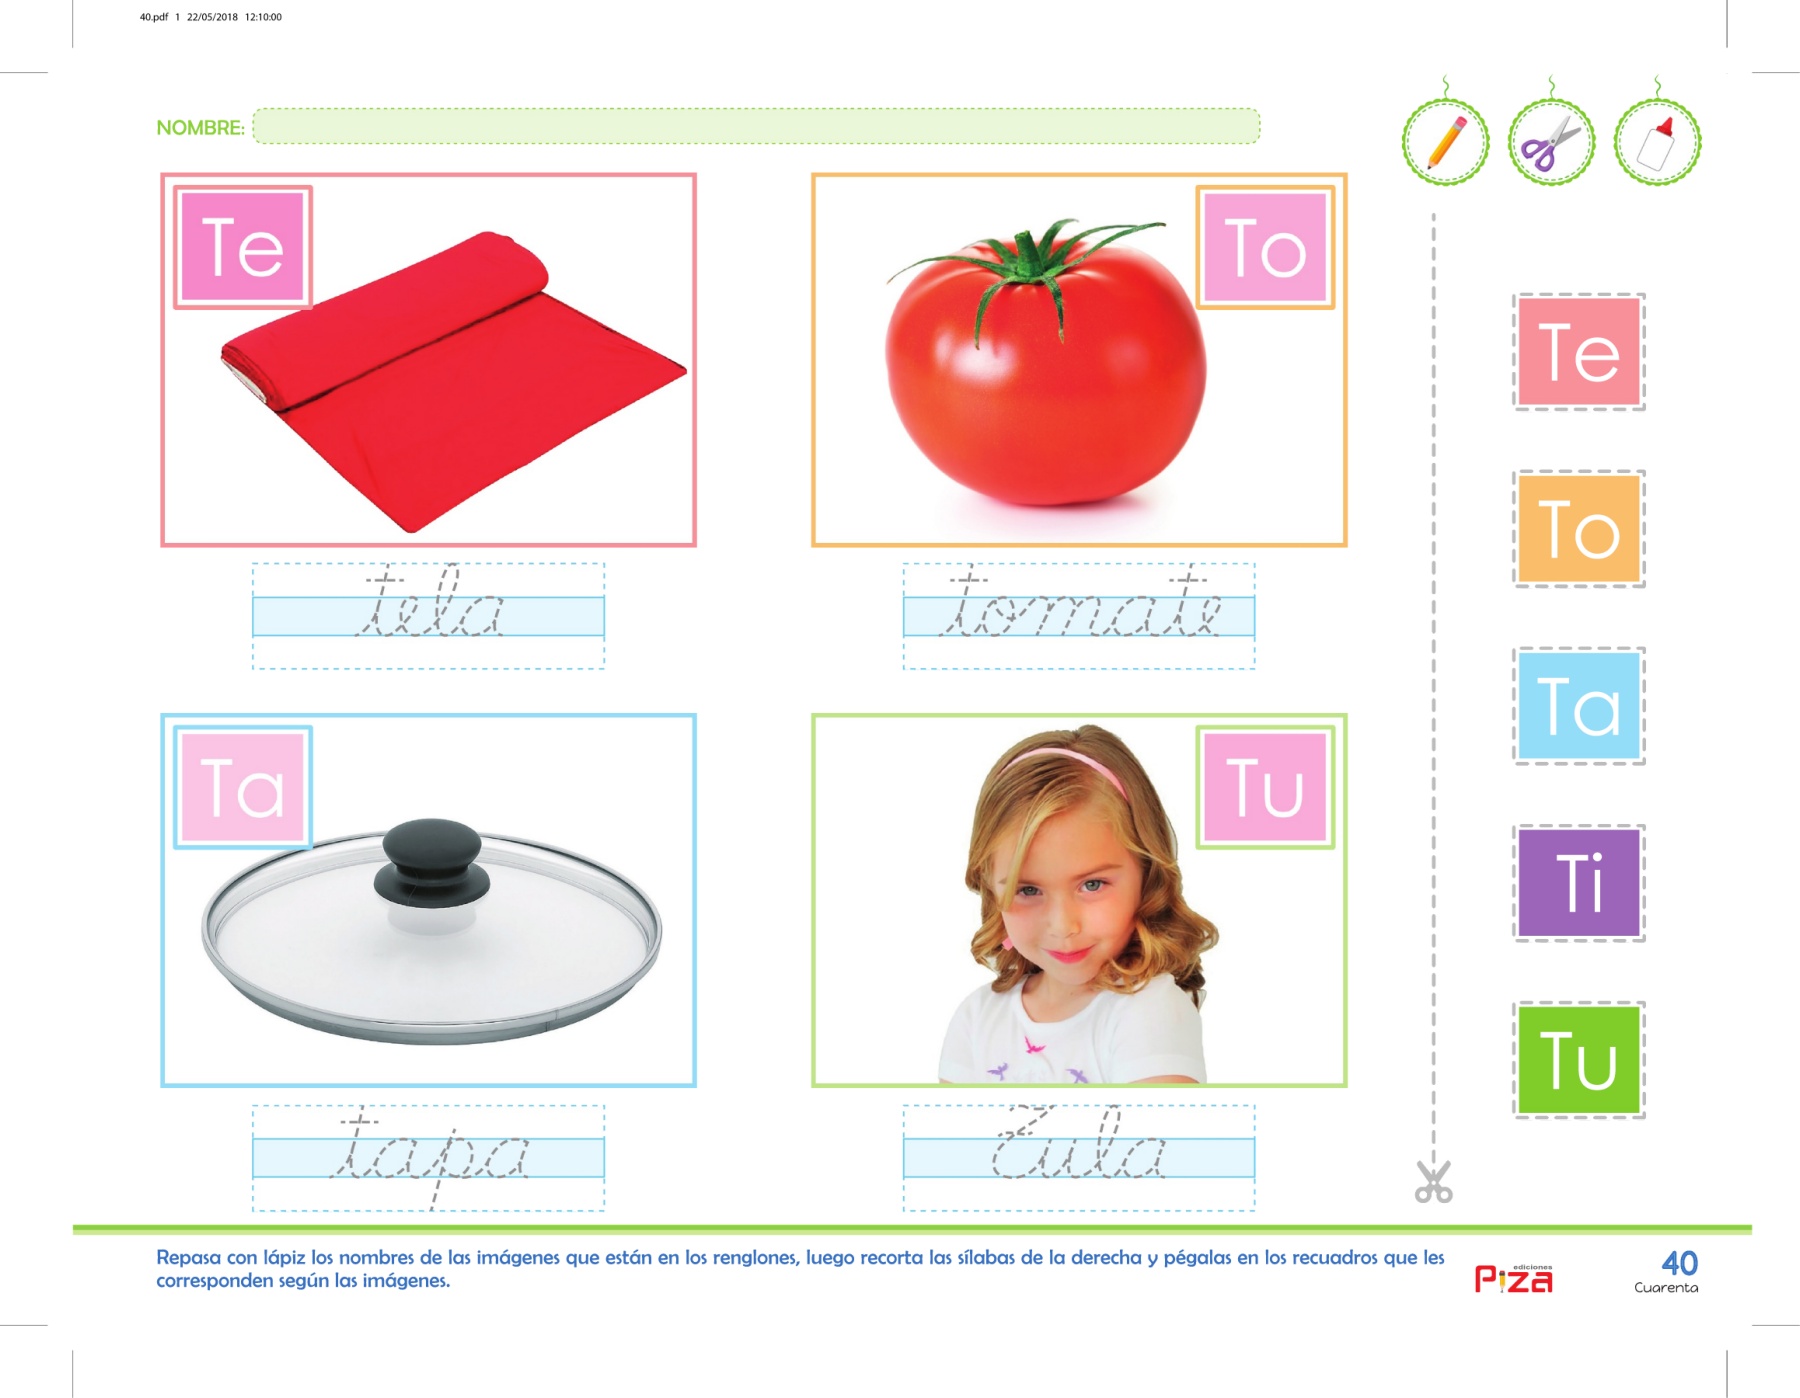 40.pdf 1 22/05/2018 12:10:00
NOMBRE:
Te
To
tela
tomate
Ta
Tu
tapa
Zula
Te
To
Ta
Ti
Tu
Repasa con lápiz los nombres de las imágenes que están en los renglones, luego recorta las sílabas de la derecha y pégalas en los recuadros que les
corresponden según las imágenes.
ediciones
Piza
40
Cuarenta